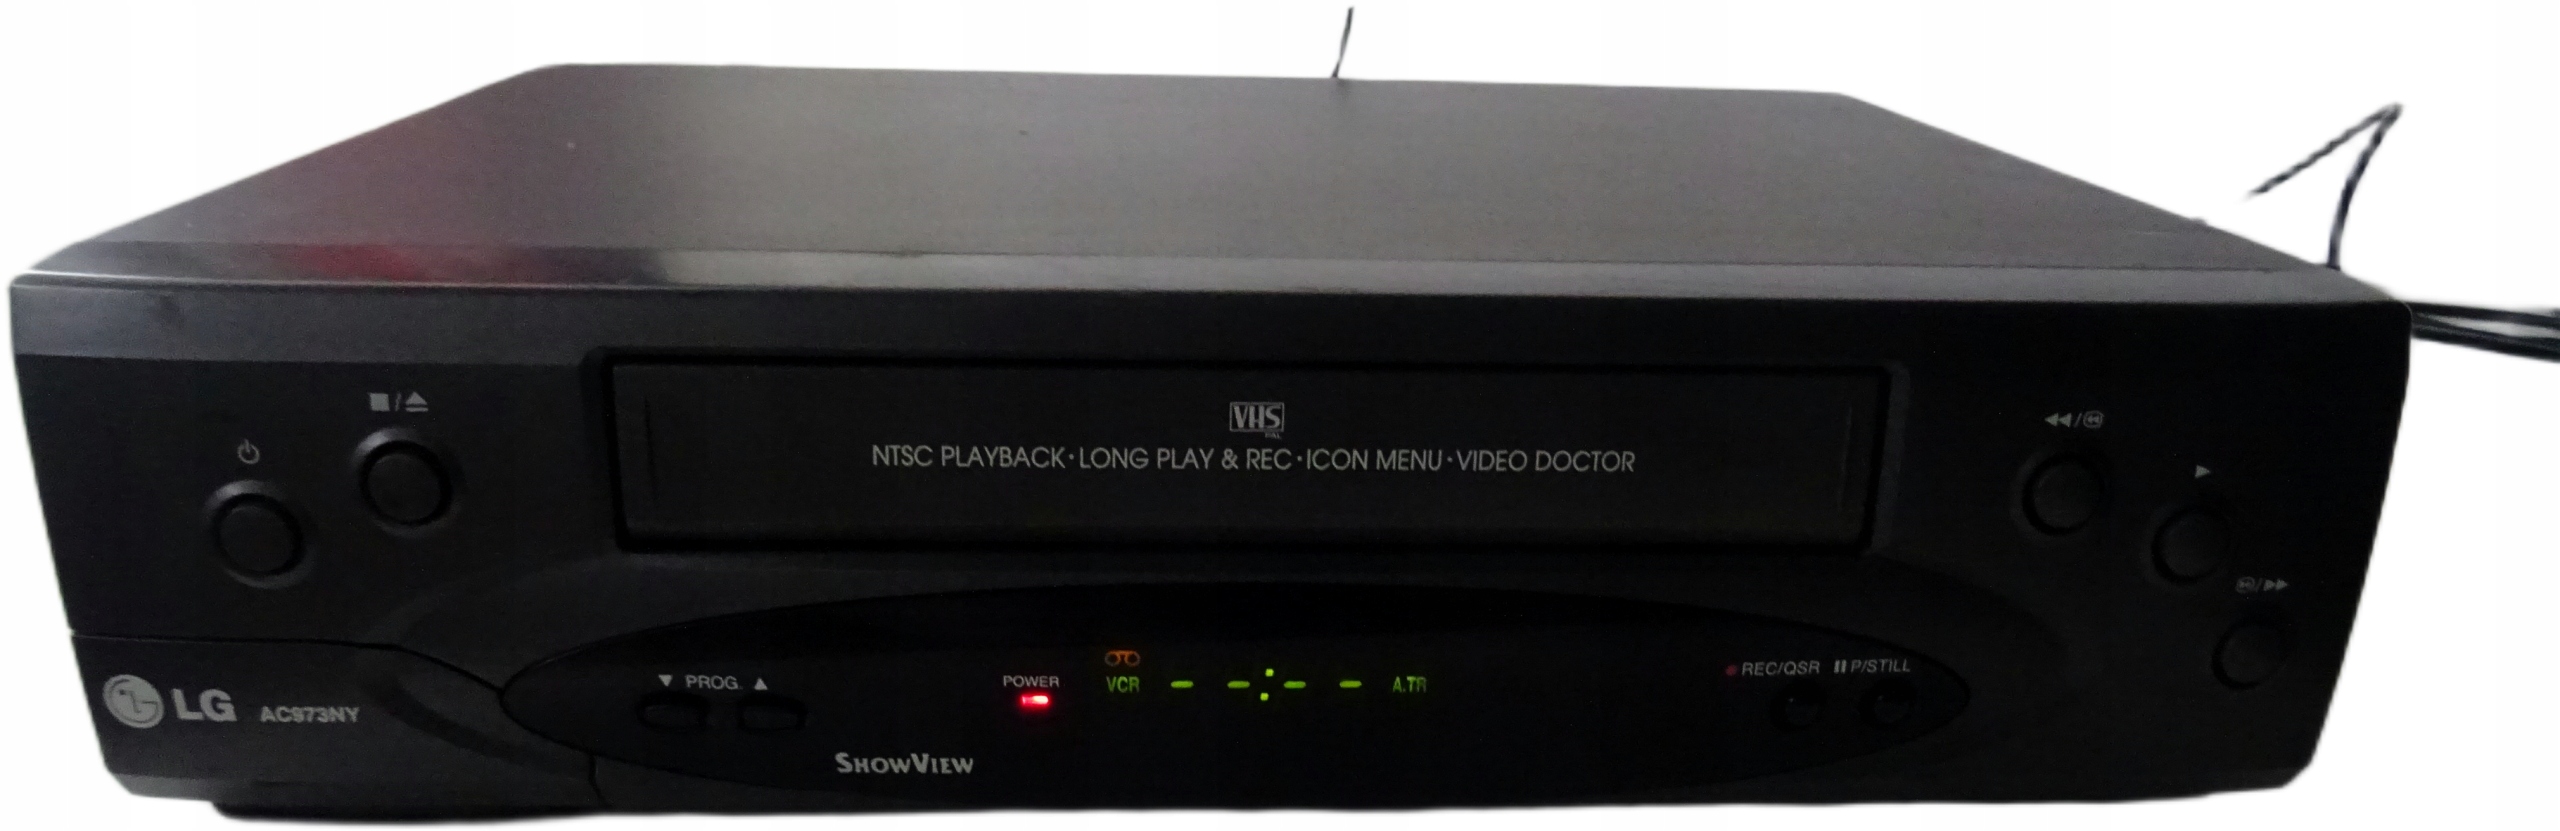 VHS
PAL
NTSC PLAYBACK·LONG PLAY & REC·ICON MENU·VIDEO DOCTOR
▼ PROG. ▲
POWER
VCR - -:- - A.TR
REC/QSR P/STILL
LG AC973NY
SHOWVIEW